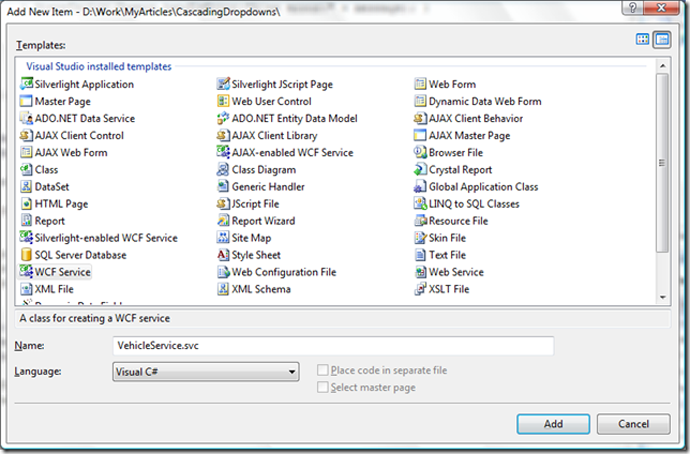 Add New Item - D:\Work\MyArticles\CascadingDropdowns\
Templates:
Visual Studio installed templates
Silverlight Application Silverlight JScript Page Web Form
Master Page Web User Control Dynamic Data Web Form
ADO.NET Data Service ADO.NET Entity Data Model AJAX Client Behavior
AJAX Client Control AJAX Client Library AJAX Master Page
AJAX Web Form AJAX-enabled WCF Service Browser File
Class Class Diagram Crystal Report
DataSet Generic Handler Global Application Class
HTML Page JScript File LINQ to SQL Classes
Report Report Wizard Resource File
Silverlight-enabled WCF Service Site Map Skin File
SQL Server Database Style Sheet Text File
WCF Service Web Configuration File Web Service
XML File XML Schema XSLT File
A class for creating a WCF service
Name: VehicleService.svc
Language: Visual C# Place code in separate file
Select master page
Add Cancel